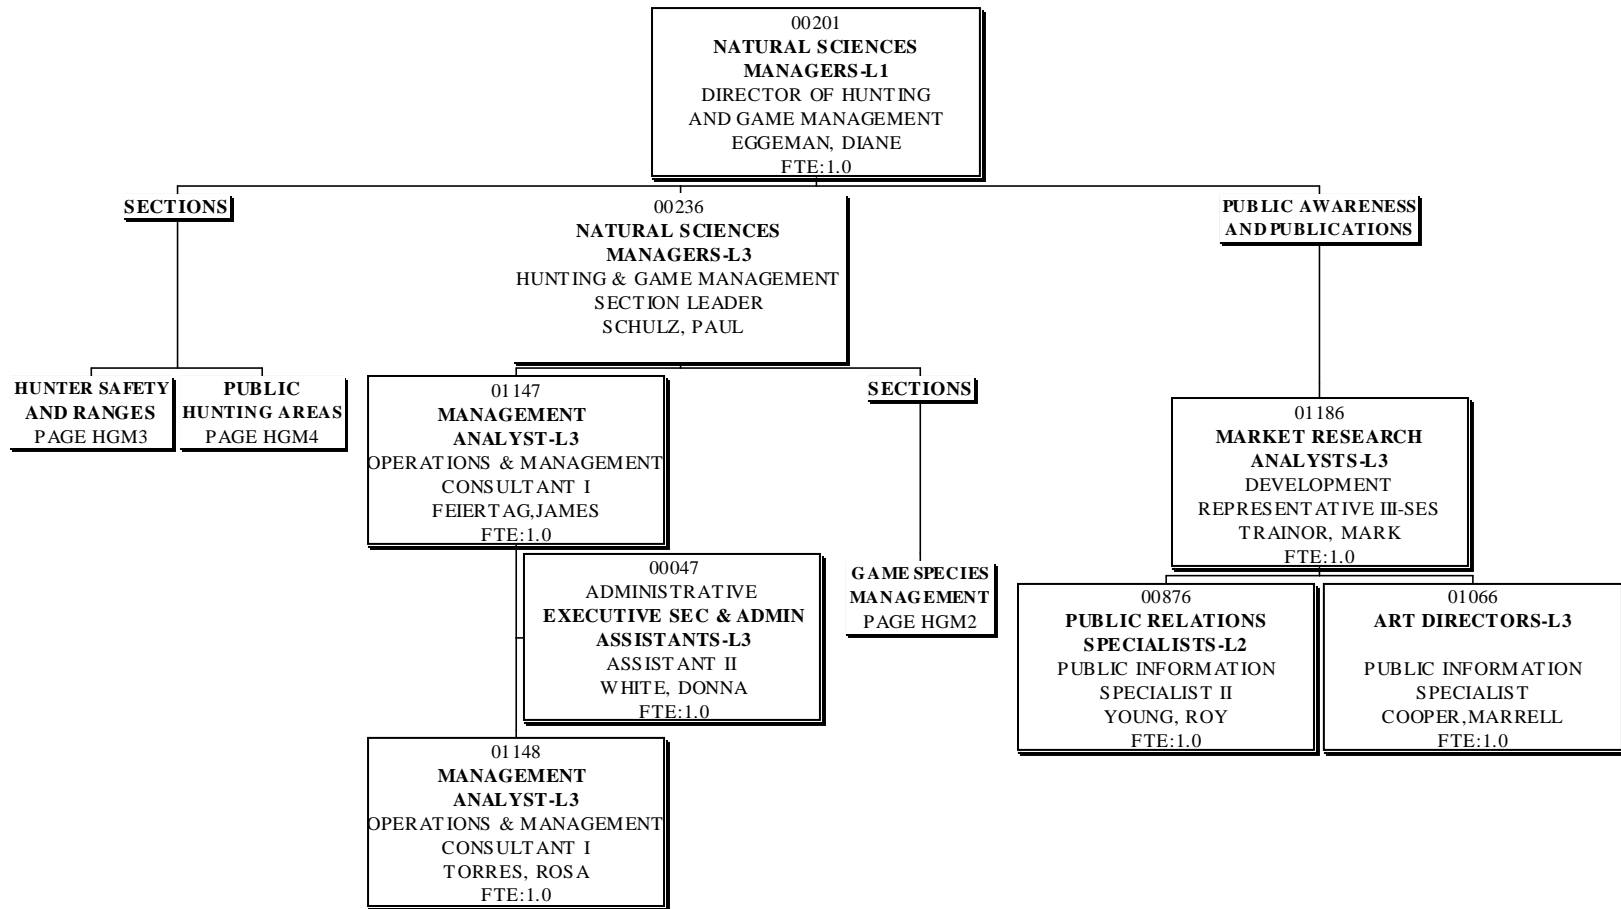 00201
NATURAL SCIENCES
MANAGERS-L1
DIRECTOR OF HUNTING
AND GAME MANAGEMENT
EGGEMAN, DIANE
FTE:1.0
SECTIONS
00236
NATURAL SCIENCES
MANAGERS-L3
HUNTING & GAME MANAGEMENT
SECTION LEADER
SCHULZ, PAUL
PUBLIC AWARENESS
AND PUBLICATIONS
HUNTER SAFETY
AND RANGES
PAGE HGM3
PUBLIC
HUNTING AREAS
PAGE HGM4
01147
MANAGEMENT
ANALYST-L3
OPERATIONS & MANAGEMENT
CONSULTANT I
FEIERTAG,JAMES
FTE:1.0
SECTIONS
01186
MARKET RESEARCH
ANALYSTS-L3
DEVELOPMENT
REPRESENTATIVE III-SES
TRAINOR, MARK
FTE:1.0
00047
ADMINISTRATIVE
EXECUTIVE SEC & ADMIN
ASSISTANTS-L3
ASSISTANT II
WHITE, DONNA
FTE:1.0
GAME SPECIES
MANAGEMENT
PAGE HGM2
00876
PUBLIC RELATIONS
SPECIALISTS-L2
PUBLIC INFORMATION
SPECIALIST II
YOUNG, ROY
FTE:1.0
01066
ART DIRECTORS-L3
PUBLIC INFORMATION
SPECIALIST
COOPER,MARRELL
FTE:1.0
01148
MANAGEMENT
ANALYST-L3
OPERATIONS & MANAGEMENT
CONSULTANT I
TORRES, ROSA
FTE:1.0